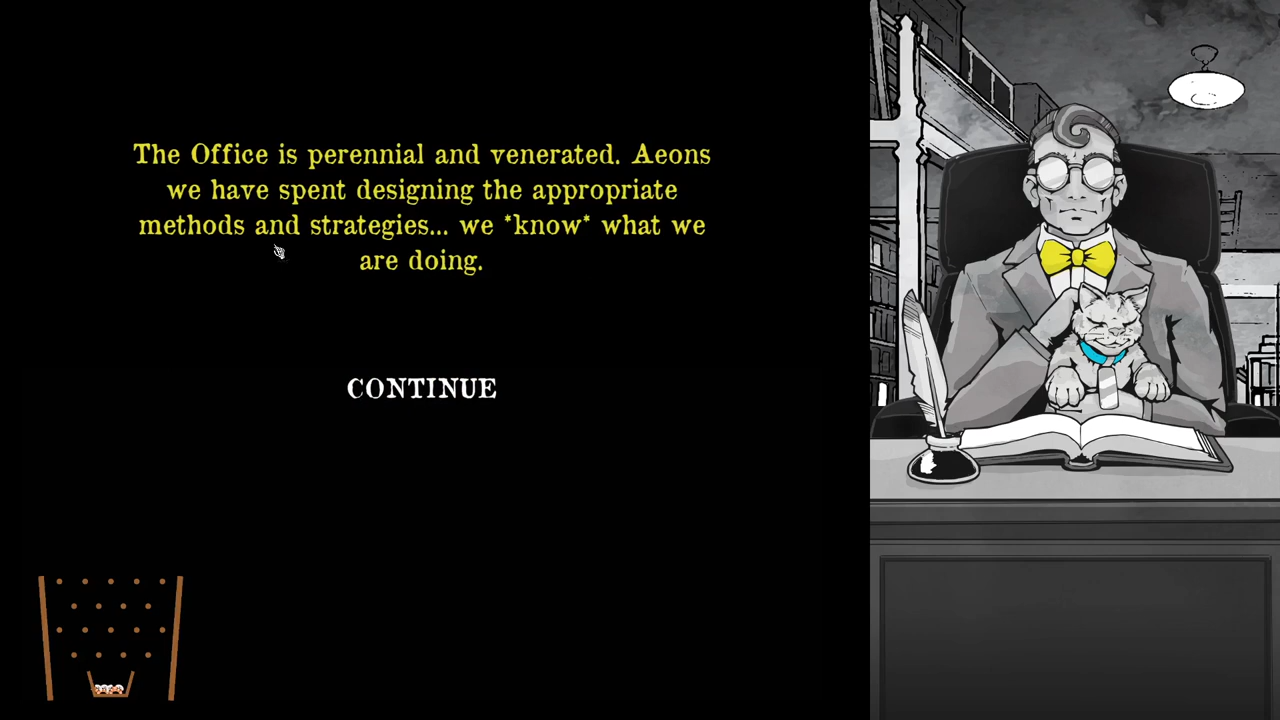 The Office is perennial and venerated. Aeons
we have spent designing the appropriate
methods and strategies... we *know* what we
are doing.
CONTINUE